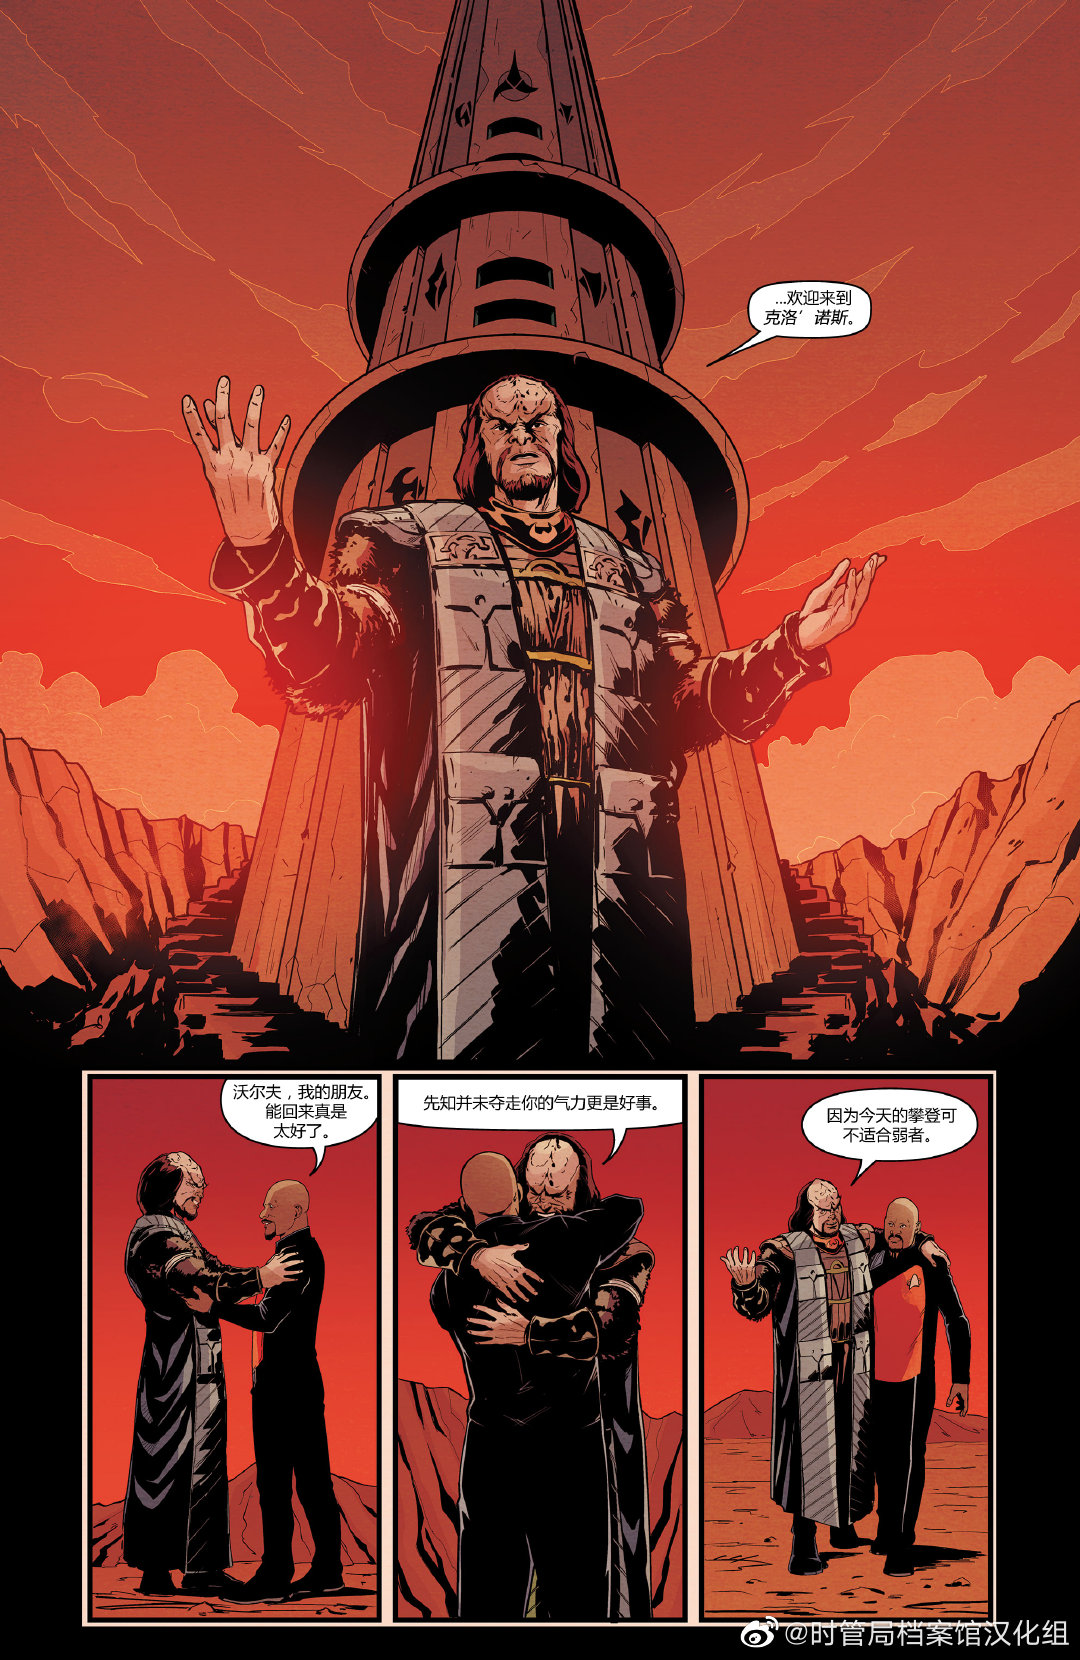 ...欢迎来到
克洛’诺斯。
沃尔夫，我的朋友。
能回来真是
太好了。
先知并未夺走你的气力更是好事。
因为今天的攀登可
不适合弱者。
@时管局档案馆汉化组